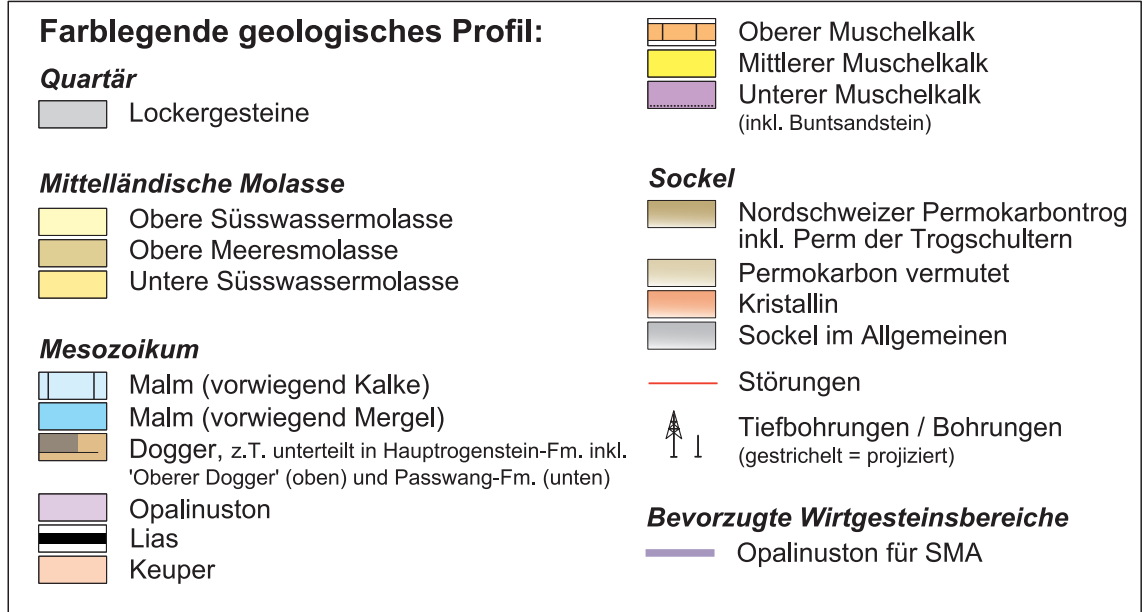 Farblegende geologisches Profil:
Quartär
Lockergesteine
Mittelländische Molasse
Obere Süsswassermolasse
Obere Meeresmolasse
Untere Süsswassermolasse
Mesozoikum
Malm (vorwiegend Kalke)
Malm (vorwiegend Mergel)
Dogger, z.T. unterteilt in Hauptrogenstein-Fm. inkl.
'Oberer Dogger' (oben) und Passwang-Fm. (unten)
Opalinuston
Lias
Keuper
Oberer Muschelkalk
Mittlerer Muschelkalk
Unterer Muschelkalk
(inkl. Buntsandstein)
Sockel
Nordschweizer Permokarbontrog
inkl. Perm der Trogschultern
Permokarbon vermutet
Kristallin
Sockel im Allgemeinen
Störungen
Tiefbohrungen / Bohrungen
(gestrichelt = projiziert)
Bevorzugte Wirtgesteinsbereiche
Opalinuston für SMA